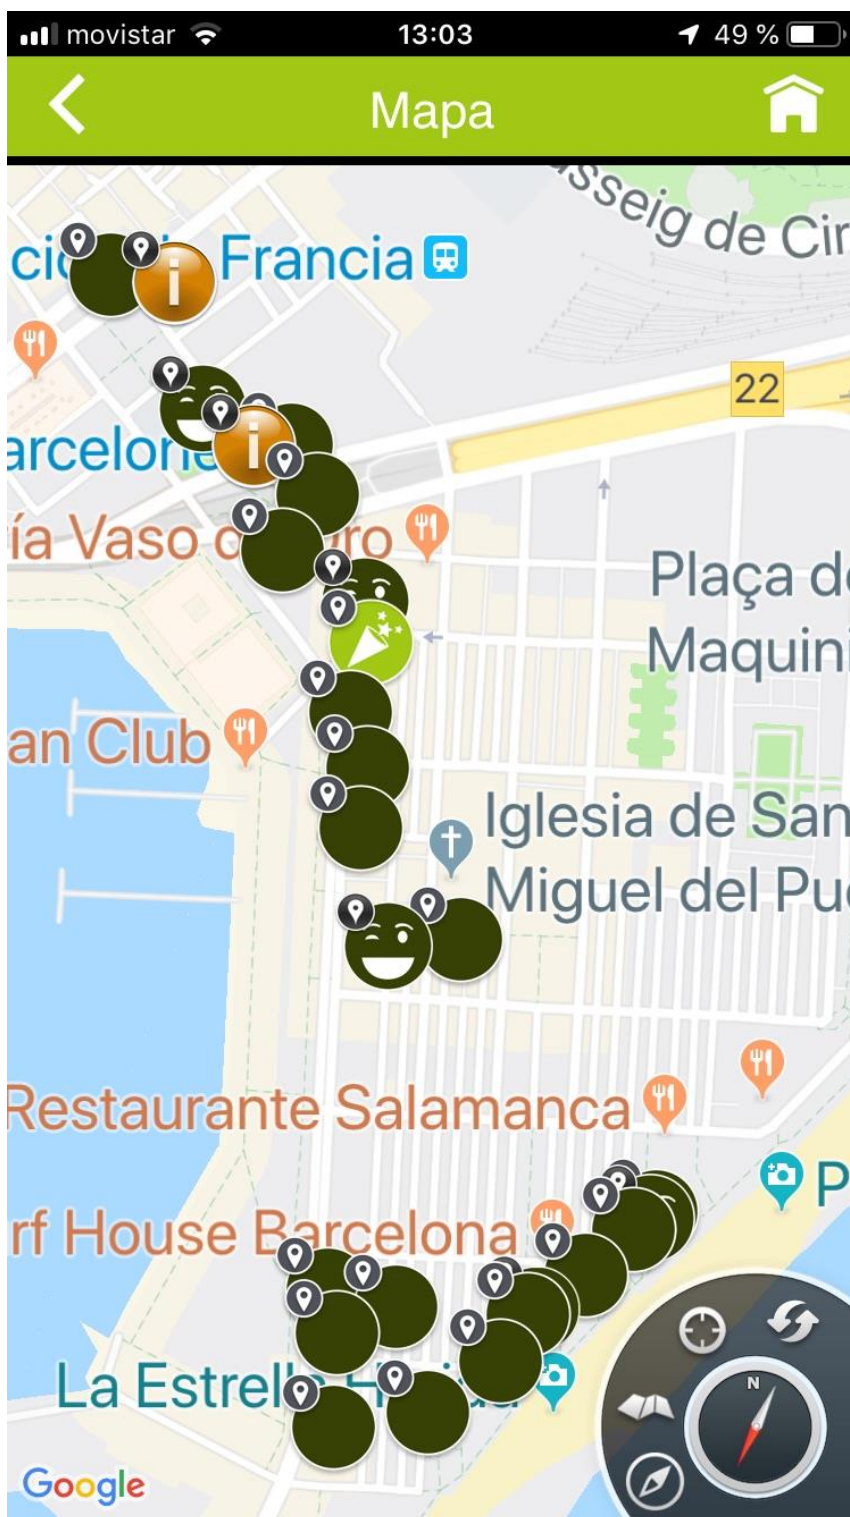 movistar 13:03 49 %
Mapa
sseig de Cir
Francia
22
arcelon
ía Vaso d ro
Plaça d
Maquini
an Club
Iglesia de San
Miguel del Pu
Restaurante Salamanca
P
rf House Barcelona
N
La Estrell H
Google